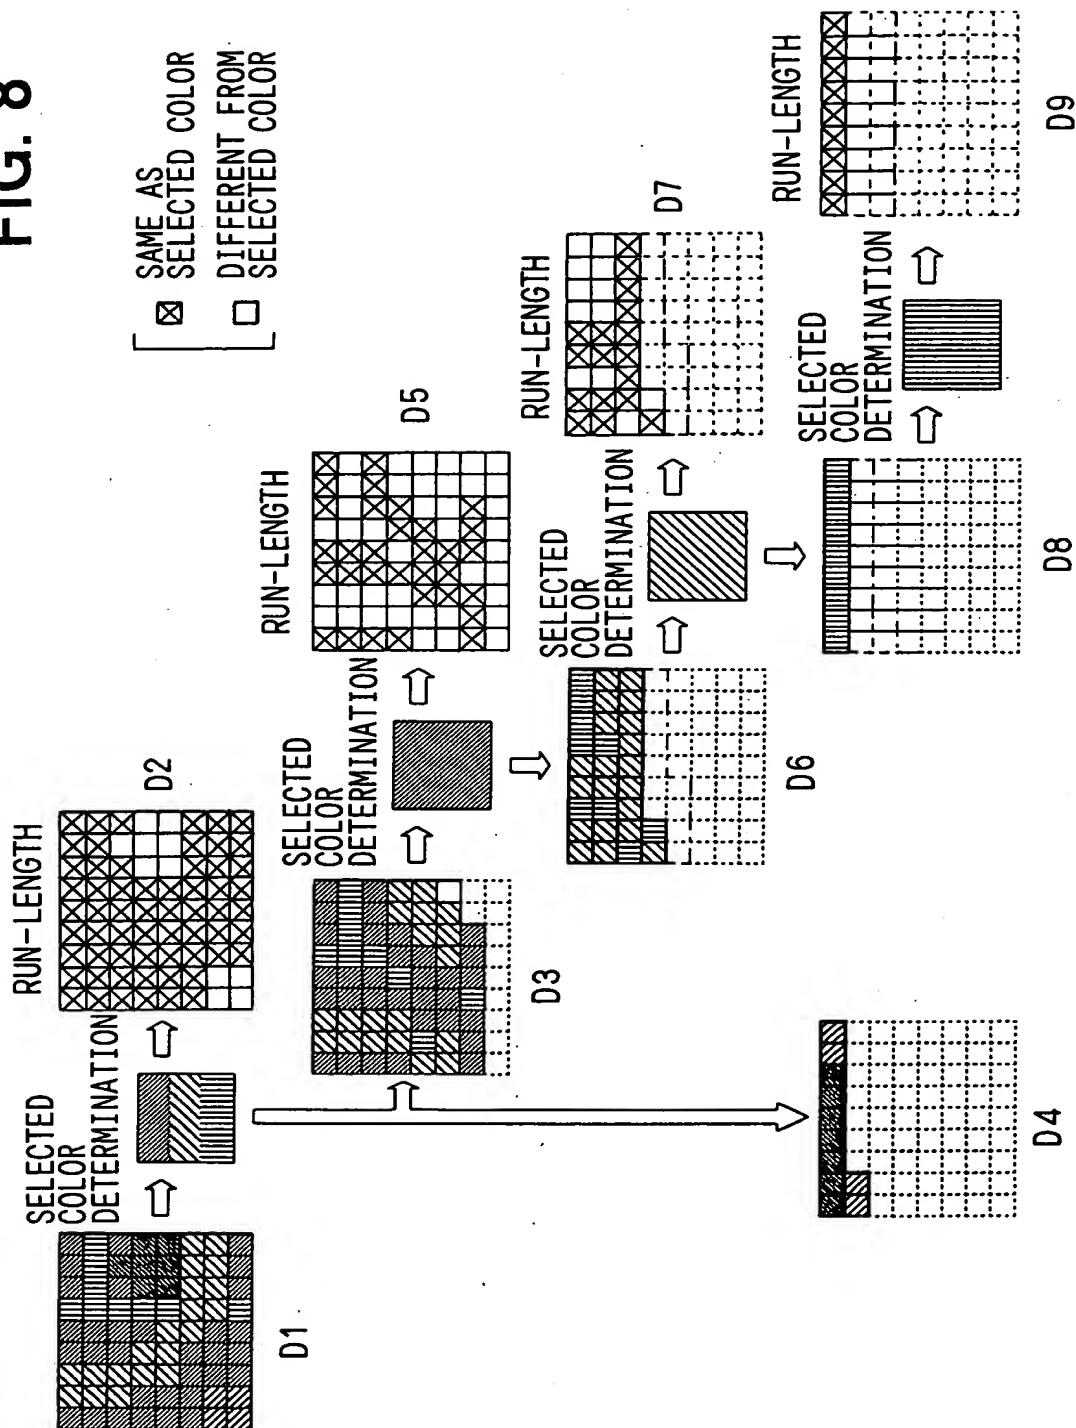 FIG. 8
SAME AS
SELECTED COLOR
DIFFERENT FROM
SELECTED COLOR
SELECTED
COLOR
DETERMINATION
RUN-LENGTH
D1
D2
SELECTED
COLOR
DETERMINATION
RUN-LENGTH
D3
D5
D4
SELECTED
COLOR
DETERMINATION
RUN-LENGTH
D6
D7
SELECTED
COLOR
DETERMINATION
RUN-LENGTH
D8
D9